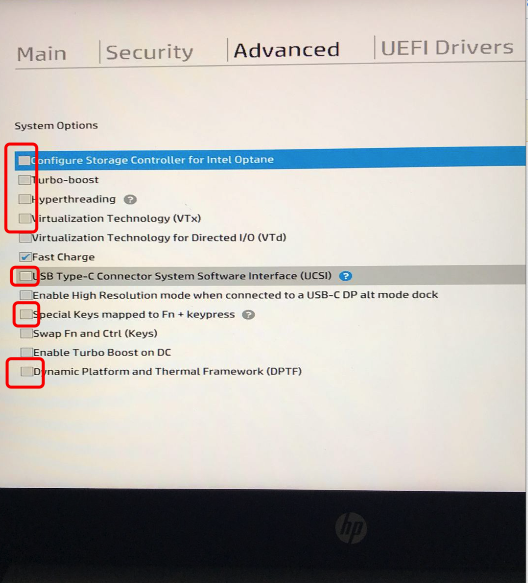 Main Security Advanced UEFI Drivers
System Options
Configure Storage Controller for Intel Optane
Turbo-boost
Hyperthreading ?
Virtualization Technology (VTx)
Virtualization Technology for Directed I/O (VTd)
Fast Charge
USB Type-C Connector System Software Interface (UCSI) ?
Enable High Resolution mode when connected to a USB-C DP alt mode dock
Special Keys mapped to Fn + keypress ?
Swap Fn and Ctrl (Keys)
Enable Turbo Boost on DC
Dynamic Platform and Thermal Framework (DPTF)
hp